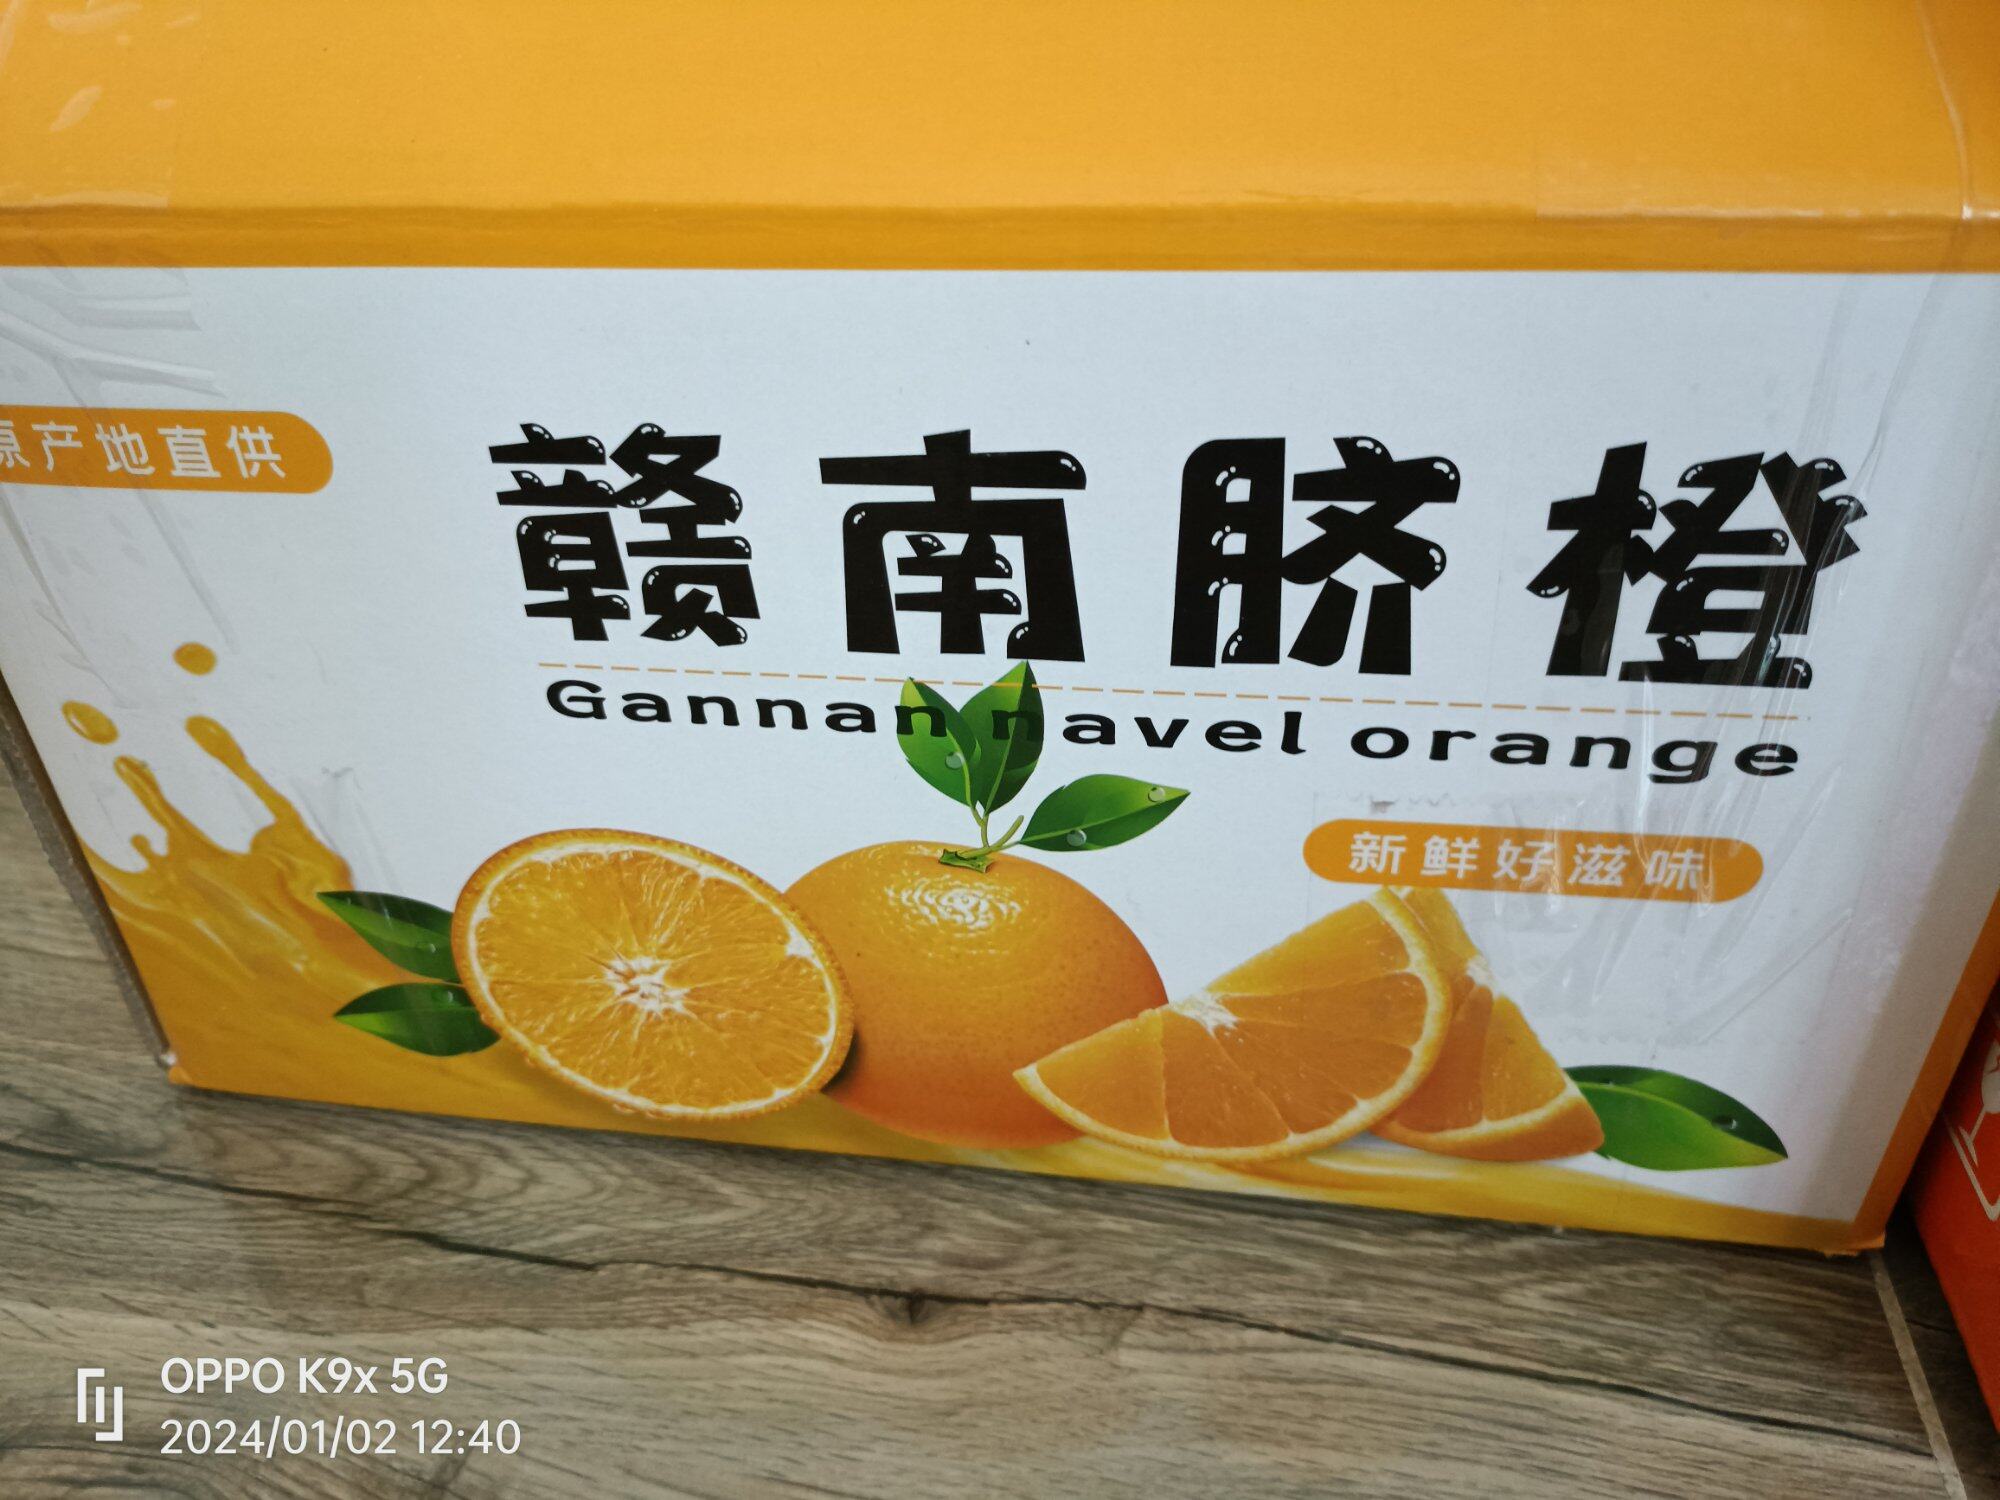 原产地直供
赣南脐橙
Gannan navel orange
新鲜好滋味
OPPO K9x 5G
2024/01/02 12:40